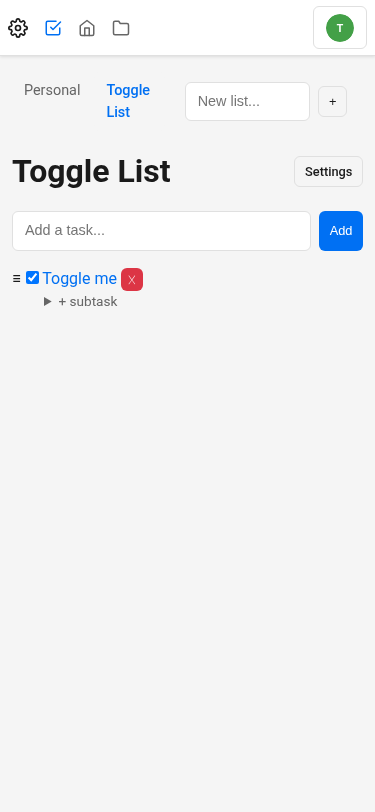 T
Personal
Toggle
List
New list...
+
Toggle List
Settings
Add a task...
Add
Toggle me X
+ subtask